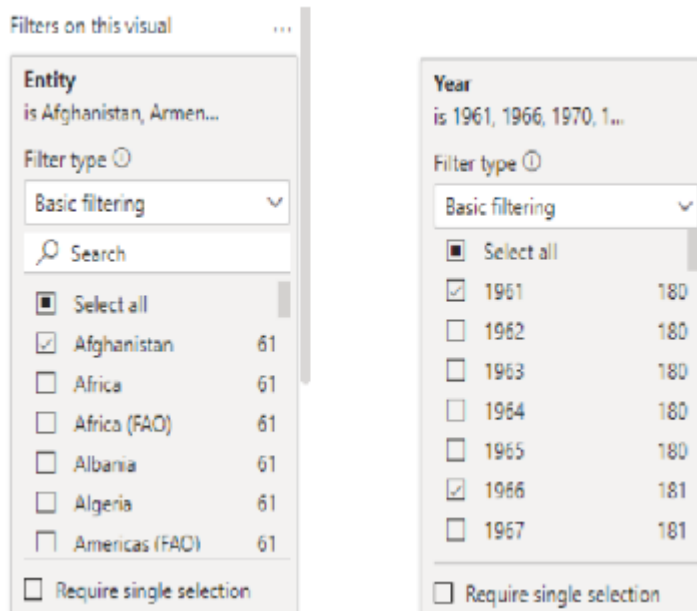 Filters on this visual ...
Entity
is Afghanistan, Armen...
Filter type
Basic filtering
Search
Select all
Afghanistan 61
Africa 61
Africa (FAO) 61
Albania 61
Algeria 61
Americas (FAO) 61
Require single selection
Year
is 1961, 1966, 1970, 1...
Filter type
Basic filtering
Select all
1961 180
1962 180
1963 180
1964 180
1965 180
1966 181
1967 181
Require single selection